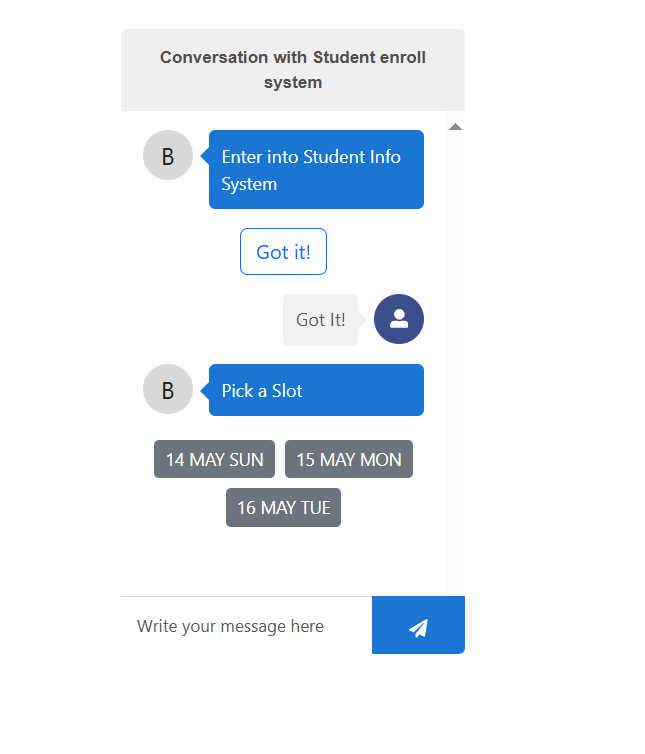 Conversation with Student enroll
system
B
Enter into Student Info
System
Got it!
Got It!
B
Pick a Slot
14 MAY SUN
15 MAY MON
16 MAY TUE
Write your message here